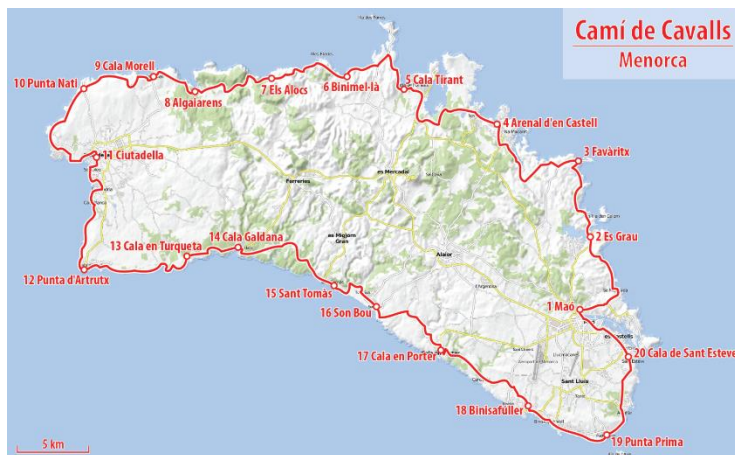 Camí de Cavalls
Menorca
9 Cala Morell
10 Punta Nati
8 Algaiarens
7 Els Alocs
6 Binimel-là
5 Cala Tirant
4 Arenal d'en Castell
3 Favàritx
11 Ciutadella
Ferreries
es Mercadal
2 Es Grau
14 Cala Galdana
13 Cala en Turqueta
es Migjorn
Gran
Alaior
12 Punta d'Artrutx
15 Sant Tomàs
16 Son Bou
1 Maó
17 Cala en Porter
20 Cala de Sant Esteve
Sant Lluís
18 Binisafúller
19 Punta Prima
5 km